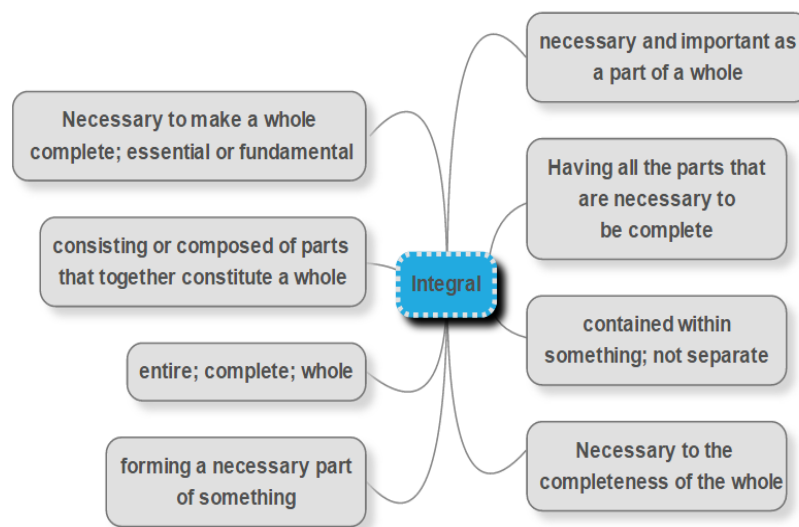 Integral
necessary and important as
a part of a whole
Having all the parts that
are necessary to
be complete
contained within
something; not separate
Necessary to the
completeness of the whole
Necessary to make a whole
complete; essential or fundamental
consisting or composed of parts
that together constitute a whole
entire; complete; whole
forming a necessary part
of something